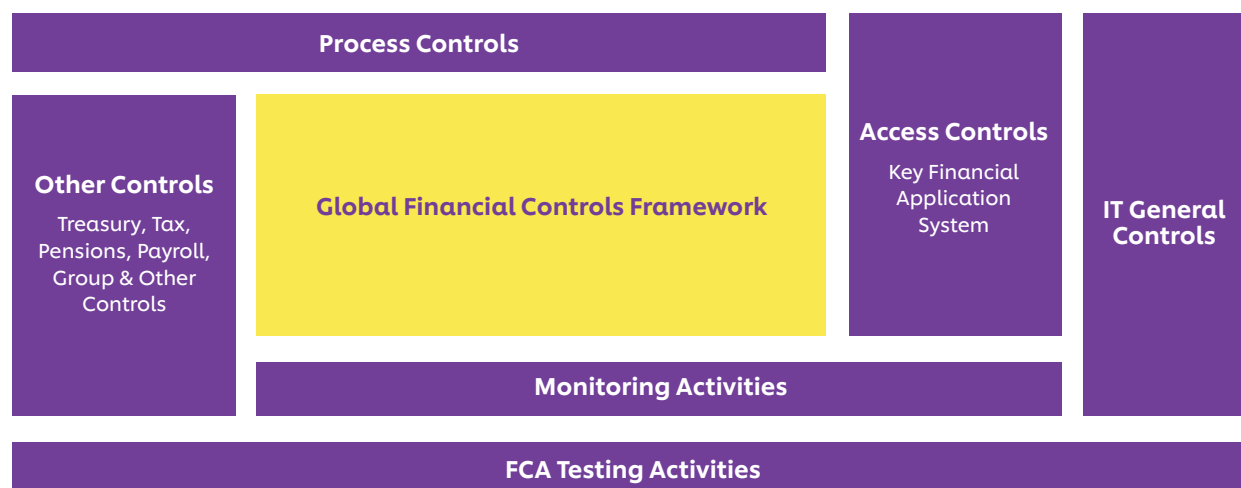 Process Controls
Other Controls
Treasury, Tax,
Pensions, Payroll,
Group & Other
Controls
Global Financial Controls Framework
Access Controls
Key Financial
Application
System
IT General
Controls
Monitoring Activities
FCA Testing Activities